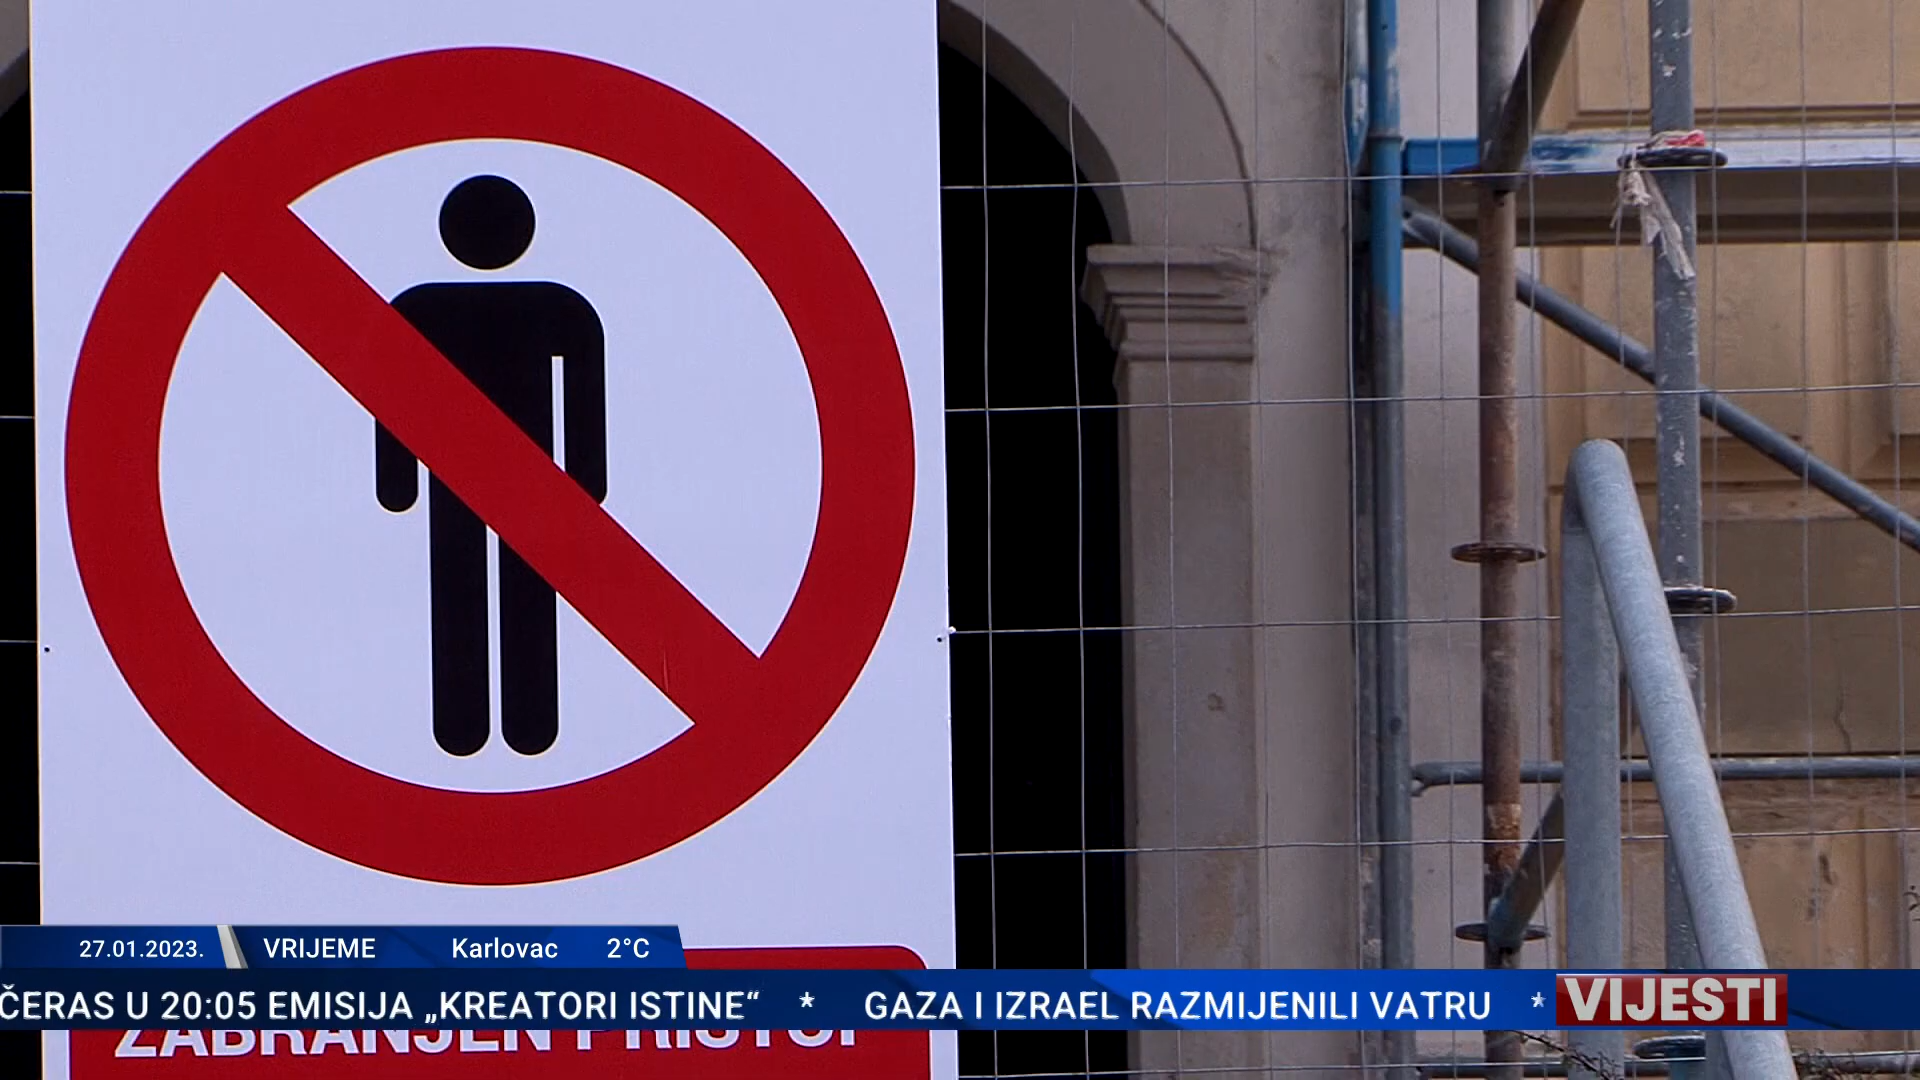 27.01.2023. VRIJEME Karlovac 2°C
ČERAS U 20:05 EMISIJA „KREATORI ISTINE“ * GAZA I IZRAEL RAZMIJENILI VATRU * VIJESTI
ZABRANJEN PRISTUP